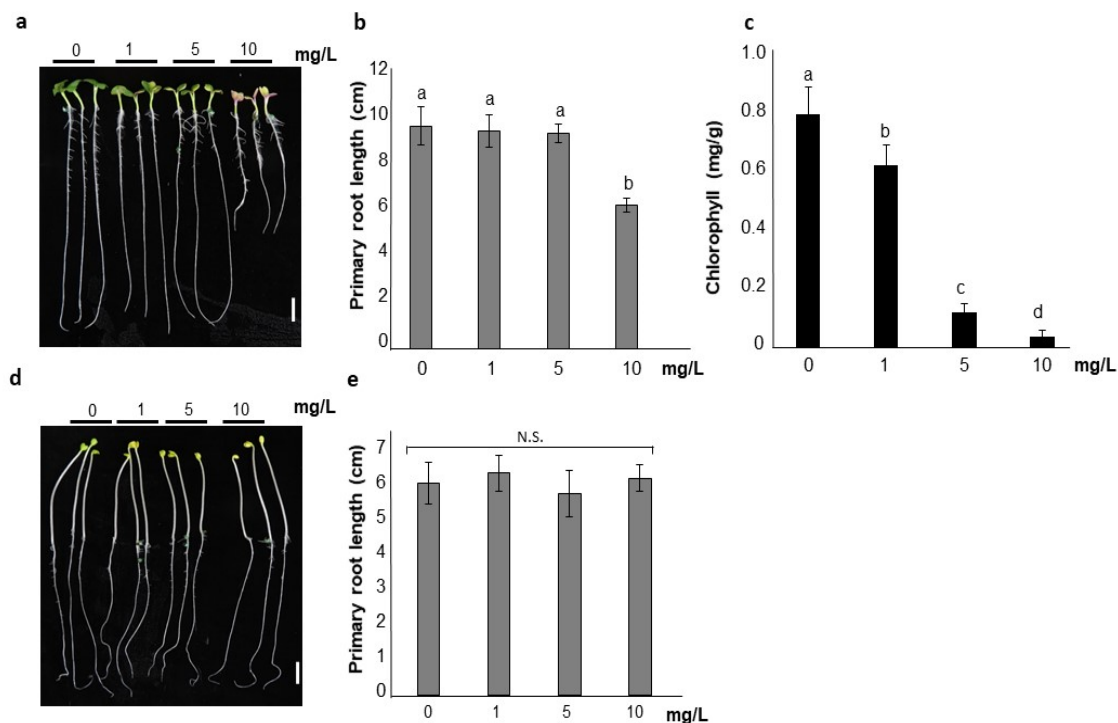 a
0 1 5 10 mg/L
b
Primary root length (cm)
12
10
8
6
4
2
0
a a a b
0 1 5 10 mg/L
c
Chlorophyll (mg/g)
1.0
0.8
0.6
0.4
0.2
0
a b c d
0 1 5 10 mg/L
d
0 1 5 10 mg/L
e
Primary root length (cm)
7
6
5
4
3
2
1
0
N.S.
0 1 5 10 mg/L